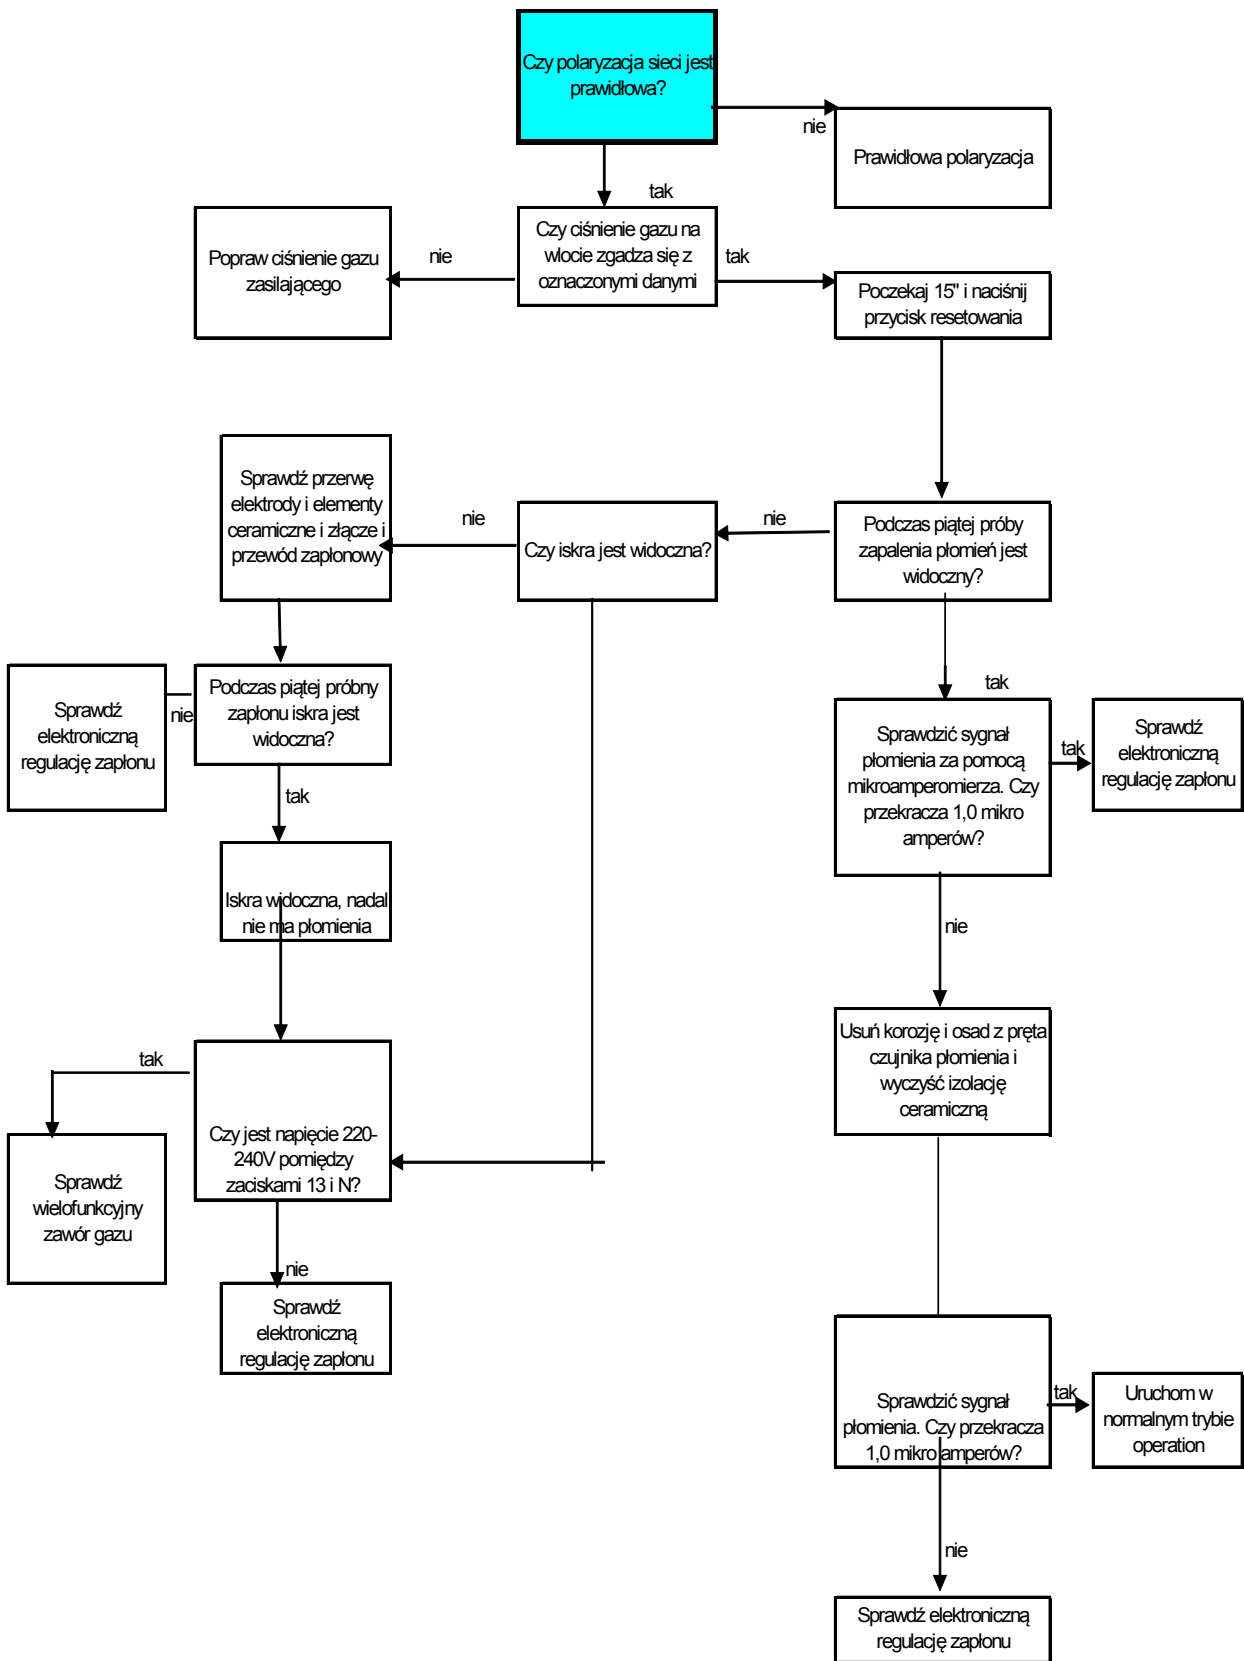 Czy polaryzacja sieci jest
prawidłowa?
nie
Prawidłowa polaryzacja
tak
Czy ciśnienie gazu na
wlocie zgadza się z
oznaczonymi danymi
nie
Popraw ciśnienie gazu
zasilającego
tak
Poczekaj 15" i naciśnij
przycisk resetowania
Podczas piątej próby
zapalenia płomień jest
widoczny?
nie
Czy iskra jest widoczna?
nie
Sprawdź przerwę
elektrody i elementy
ceramiczne i złącze i
przewód zapłonowy
Podczas piątej próbny
zapłonu iskra jest
widoczna?
nie
Sprawdź
elektroniczną
regulację zapłonu
tak
Iskra widoczna, nadal
nie ma płomienia
tak
Czy jest napięcie 220-
240V pomiędzy
zaciskami 13 i N?
Sprawdź
wielofunkcyjny
zawór gazu
nie
Sprawdź
elektroniczną
regulację zapłonu
tak
Sprawdzić sygnał
płomienia za pomocą
mikroamperomierza. Czy
przekracza 1,0 mikro
amperów?
tak
Sprawdź
elektroniczną
regulację zapłonu
nie
Usuń korozję i osad z pręta
czujnika płomienia i
wyczyść izolację
ceramiczną
Sprawdzić sygnał
płomienia. Czy przekracza
1,0 mikro amperów?
tak
Uruchom w
normalnym trybie
operation
nie
Sprawdź elektroniczną
regulację zapłonu